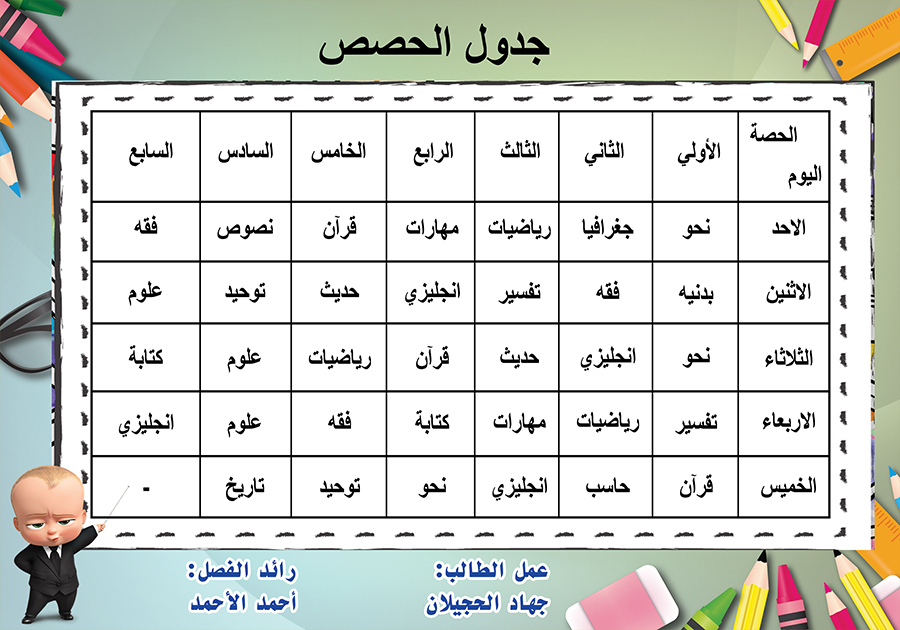 جدول الحصص
الحصة اليوم الأولي الثاني الثالث الرابع الخامس السادس السابع
الاحد نحو جغرافيا رياضيات مهارات قرآن نصوص فقه
الاثنين بدنيه فقه تفسير انجليزي حديث توحيد علوم
الثلاثاء نحو انجليزي حديث قرآن رياضيات علوم كتابة
الاربعاء تفسير رياضيات مهارات كتابة فقه علوم انجليزي
الخميس قرآن حاسب انجليزي نحو توحيد تاريخ -
عمل الطالب:
جهاد الحجيلان
رائد الفصل:
أحمد الأحمد